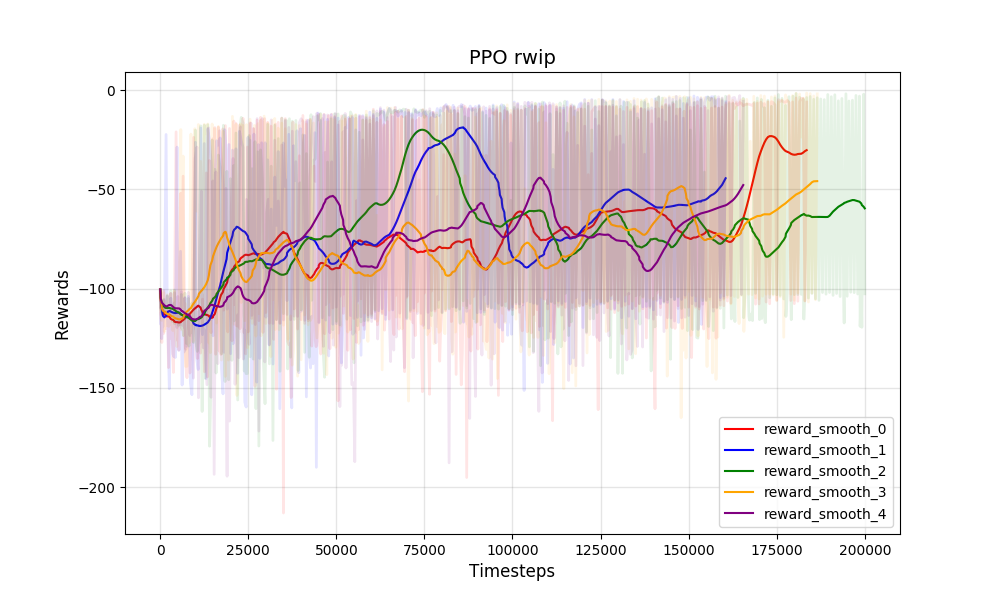 PPO rwip
Rewards
0
−50
−100
−150
−200
reward_smooth_0
reward_smooth_1
reward_smooth_2
reward_smooth_3
reward_smooth_4
0 25000 50000 75000 100000 125000 150000 175000 200000
Timesteps